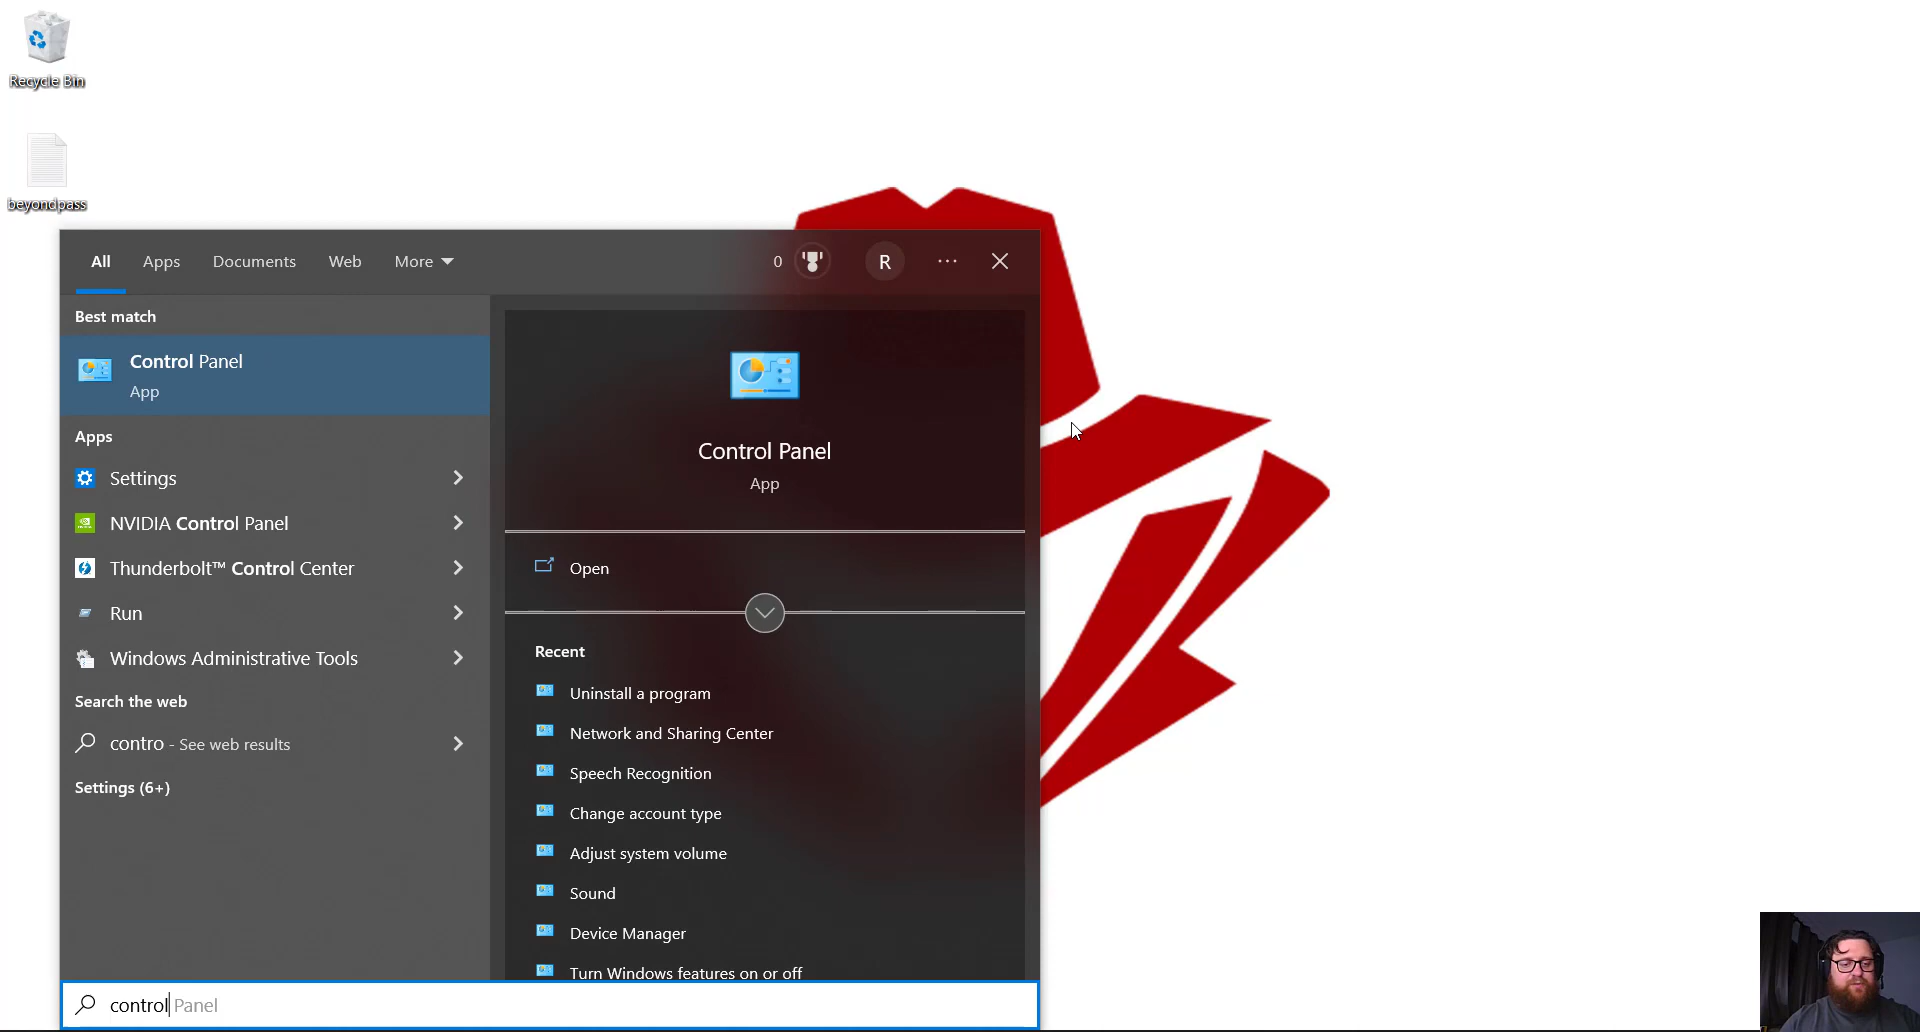 Recycle Bin
beyondpass
All Apps Documents Web More 0 R ···
Best match
Control Panel
App
Apps
Settings
NVIDIA Control Panel
Thunderbolt™ Control Center
Run
Windows Administrative Tools
Search the web
contro - See web results
Settings (6+)
Control Panel
App
Open
Recent
Uninstall a program
Network and Sharing Center
Speech Recognition
Change account type
Adjust system volume
Sound
Device Manager
Turn Windows features on or off
control Panel